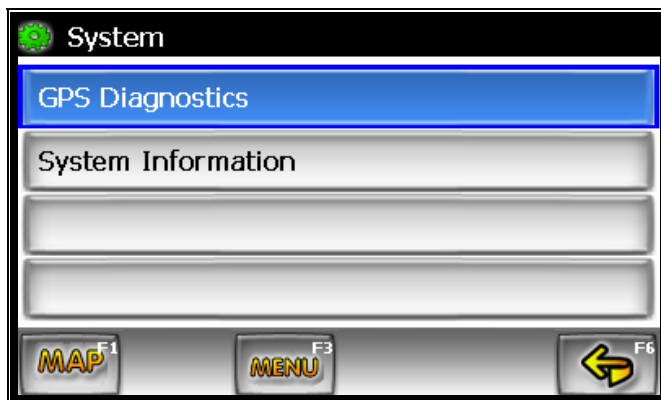 System
GPS Diagnostics
System Information
MAP F1
MENU F3
F6